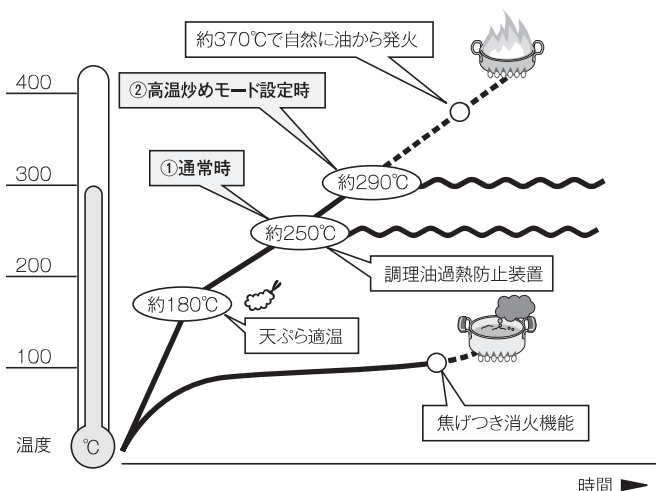 約370℃で自然に油から発火
400
②高温炒めモード設定時
①通常時
300
約290℃
約250℃
200
調理油過熱防止装置
約180℃
天ぷら適温
100
焦げつき消火機能
温度
℃
時間